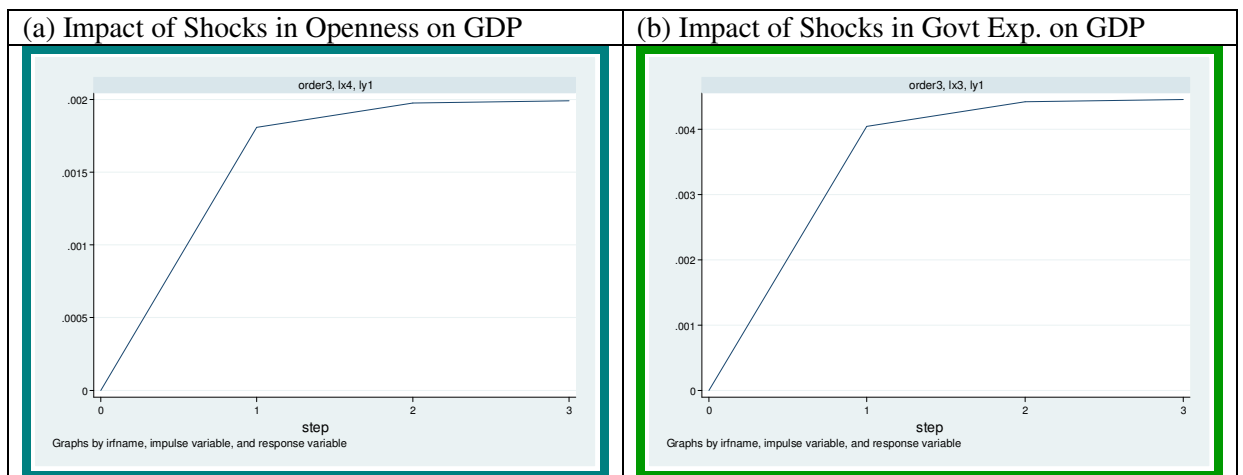 (a) Impact of Shocks in Openness on GDP
(b) Impact of Shocks in Govt Exp. on GDP
order3, lx4, ly1
.002
.0015
.001
.0005
0
0 1 2 3
step
Graphs by irfname, impulse variable, and response variable
order3, lx3, ly1
.004
.003
.002
.001
0
0 1 2 3
step
Graphs by irfname, impulse variable, and response variable